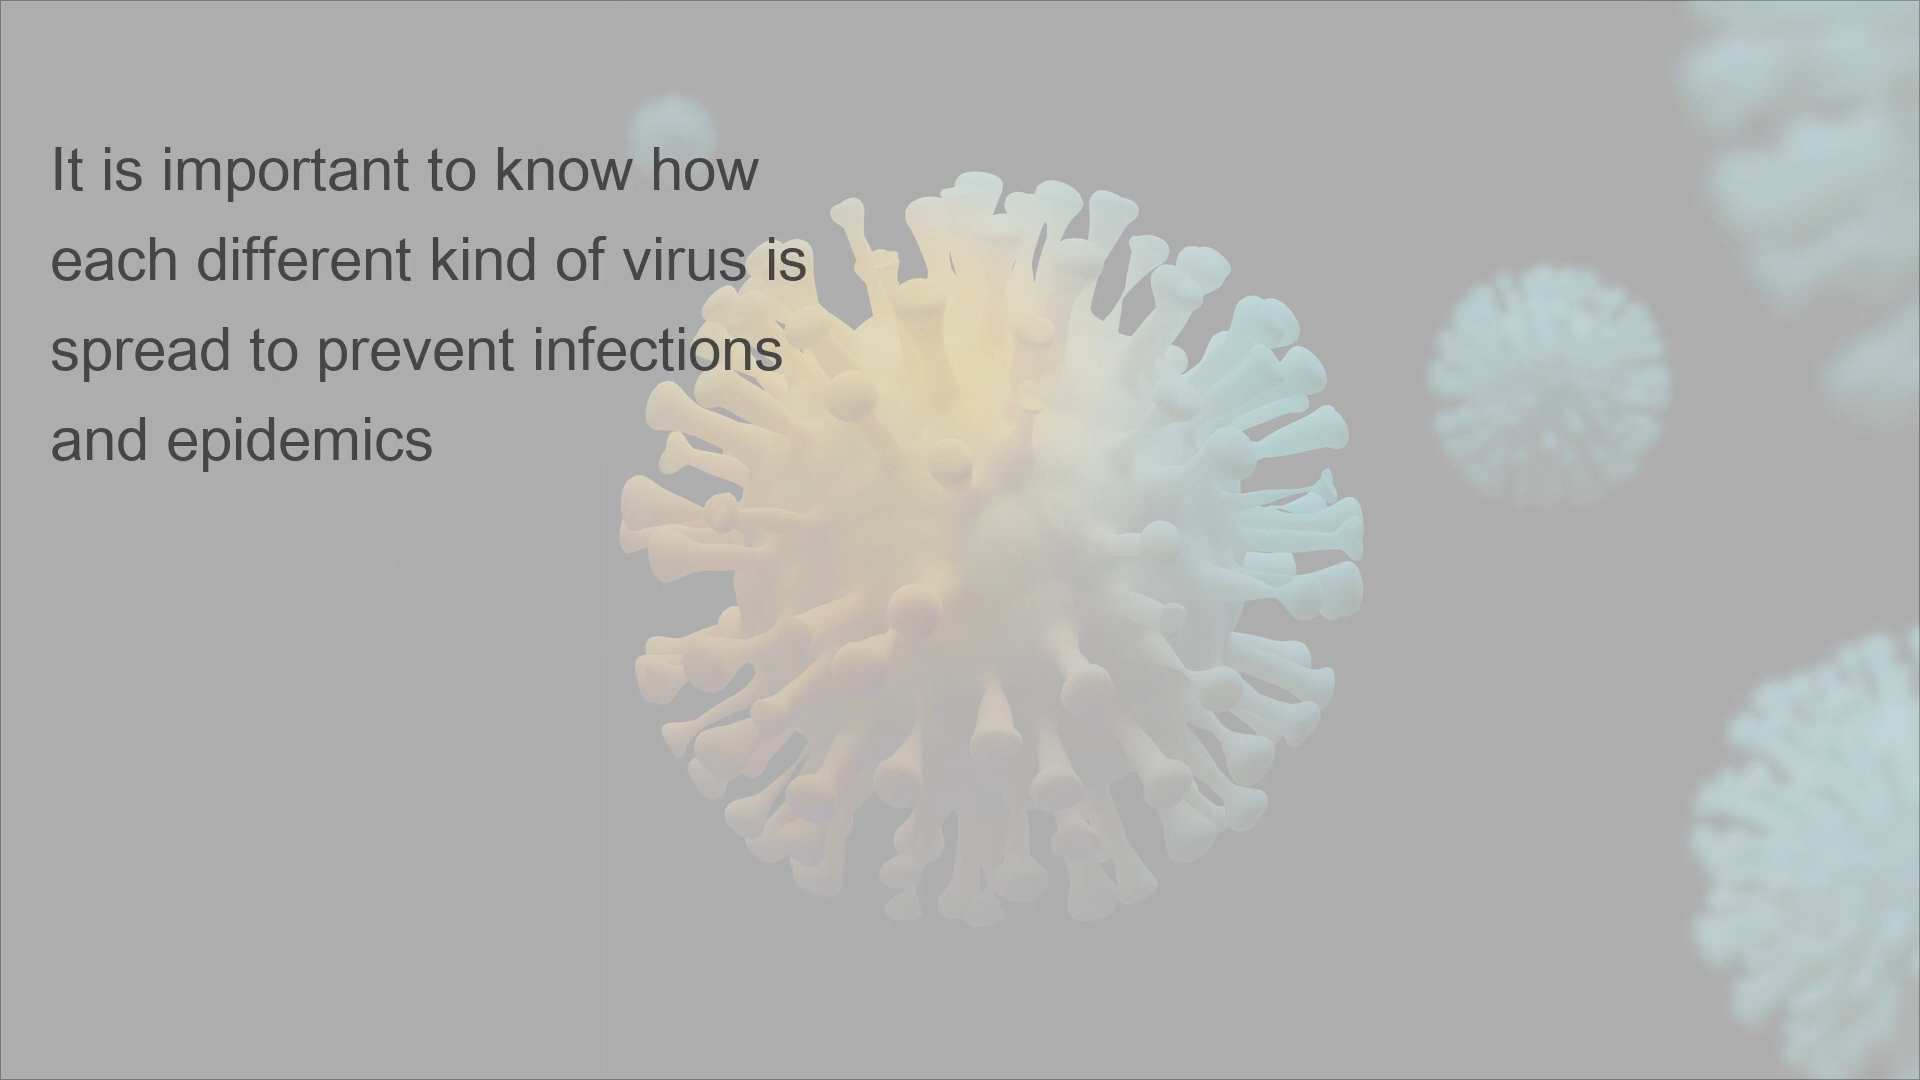 It is important to know how
each different kind of virus is
spread to prevent infections
and epidemics